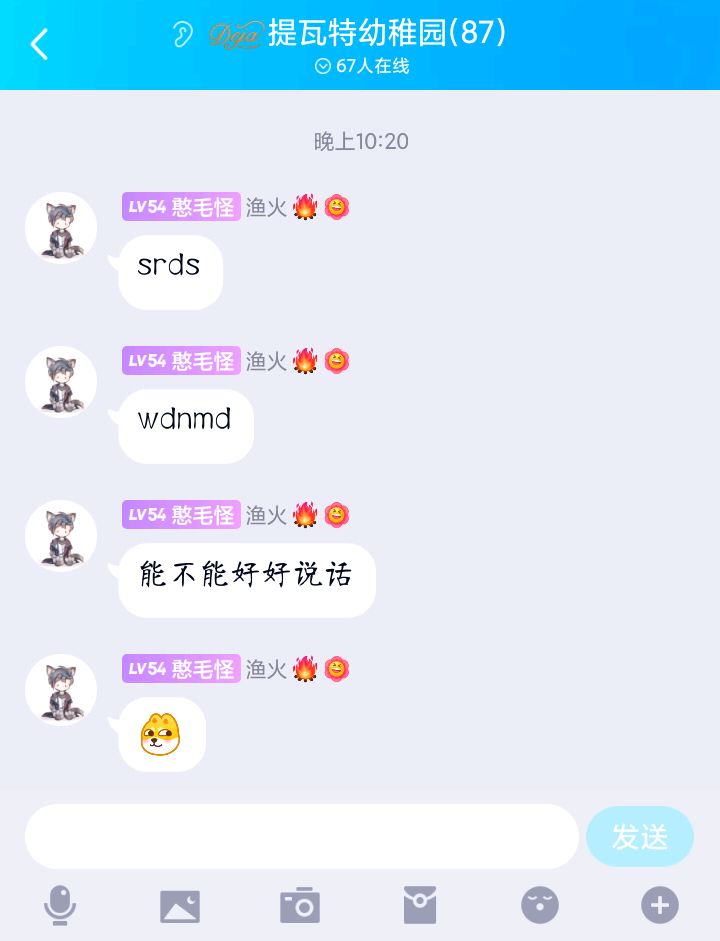 Deja 提瓦特幼稚园(87)
67人在线
晚上10:20
LV54 憨毛怪 渔火
srds
LV54 憨毛怪 渔火
wdnmd
LV54 憨毛怪 渔火
能不能好好说话
LV54 憨毛怪 渔火
发送